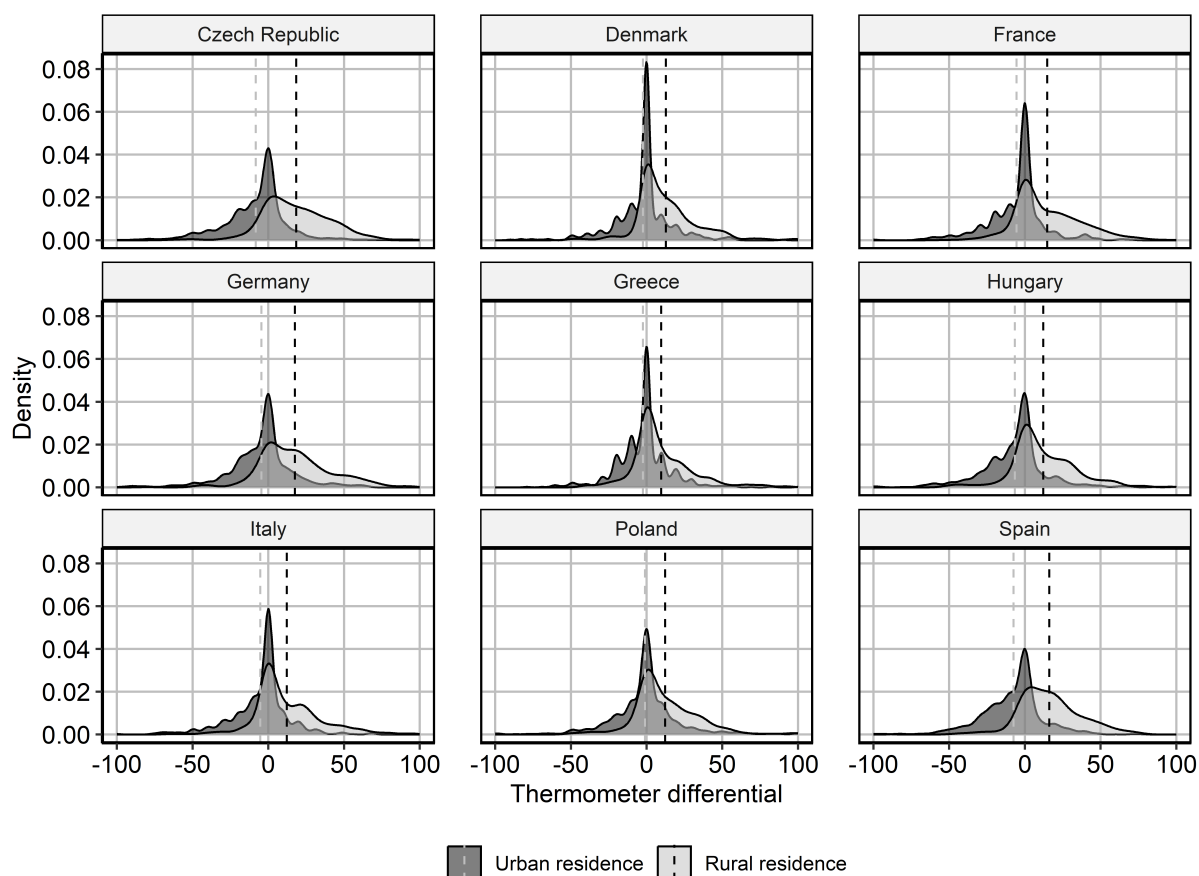 Czech Republic Denmark France
0.08
0.06
0.04
0.02
0.00
Germany Greece Hungary
0.08
0.06
0.04
0.02
0.00
Density
Italy Poland Spain
0.08
0.06
0.04
0.02
0.00
-100 -50 0 50 100 -100 -50 0 50 100 -100 -50 0 50 100
Thermometer differential
Urban residence Rural residence